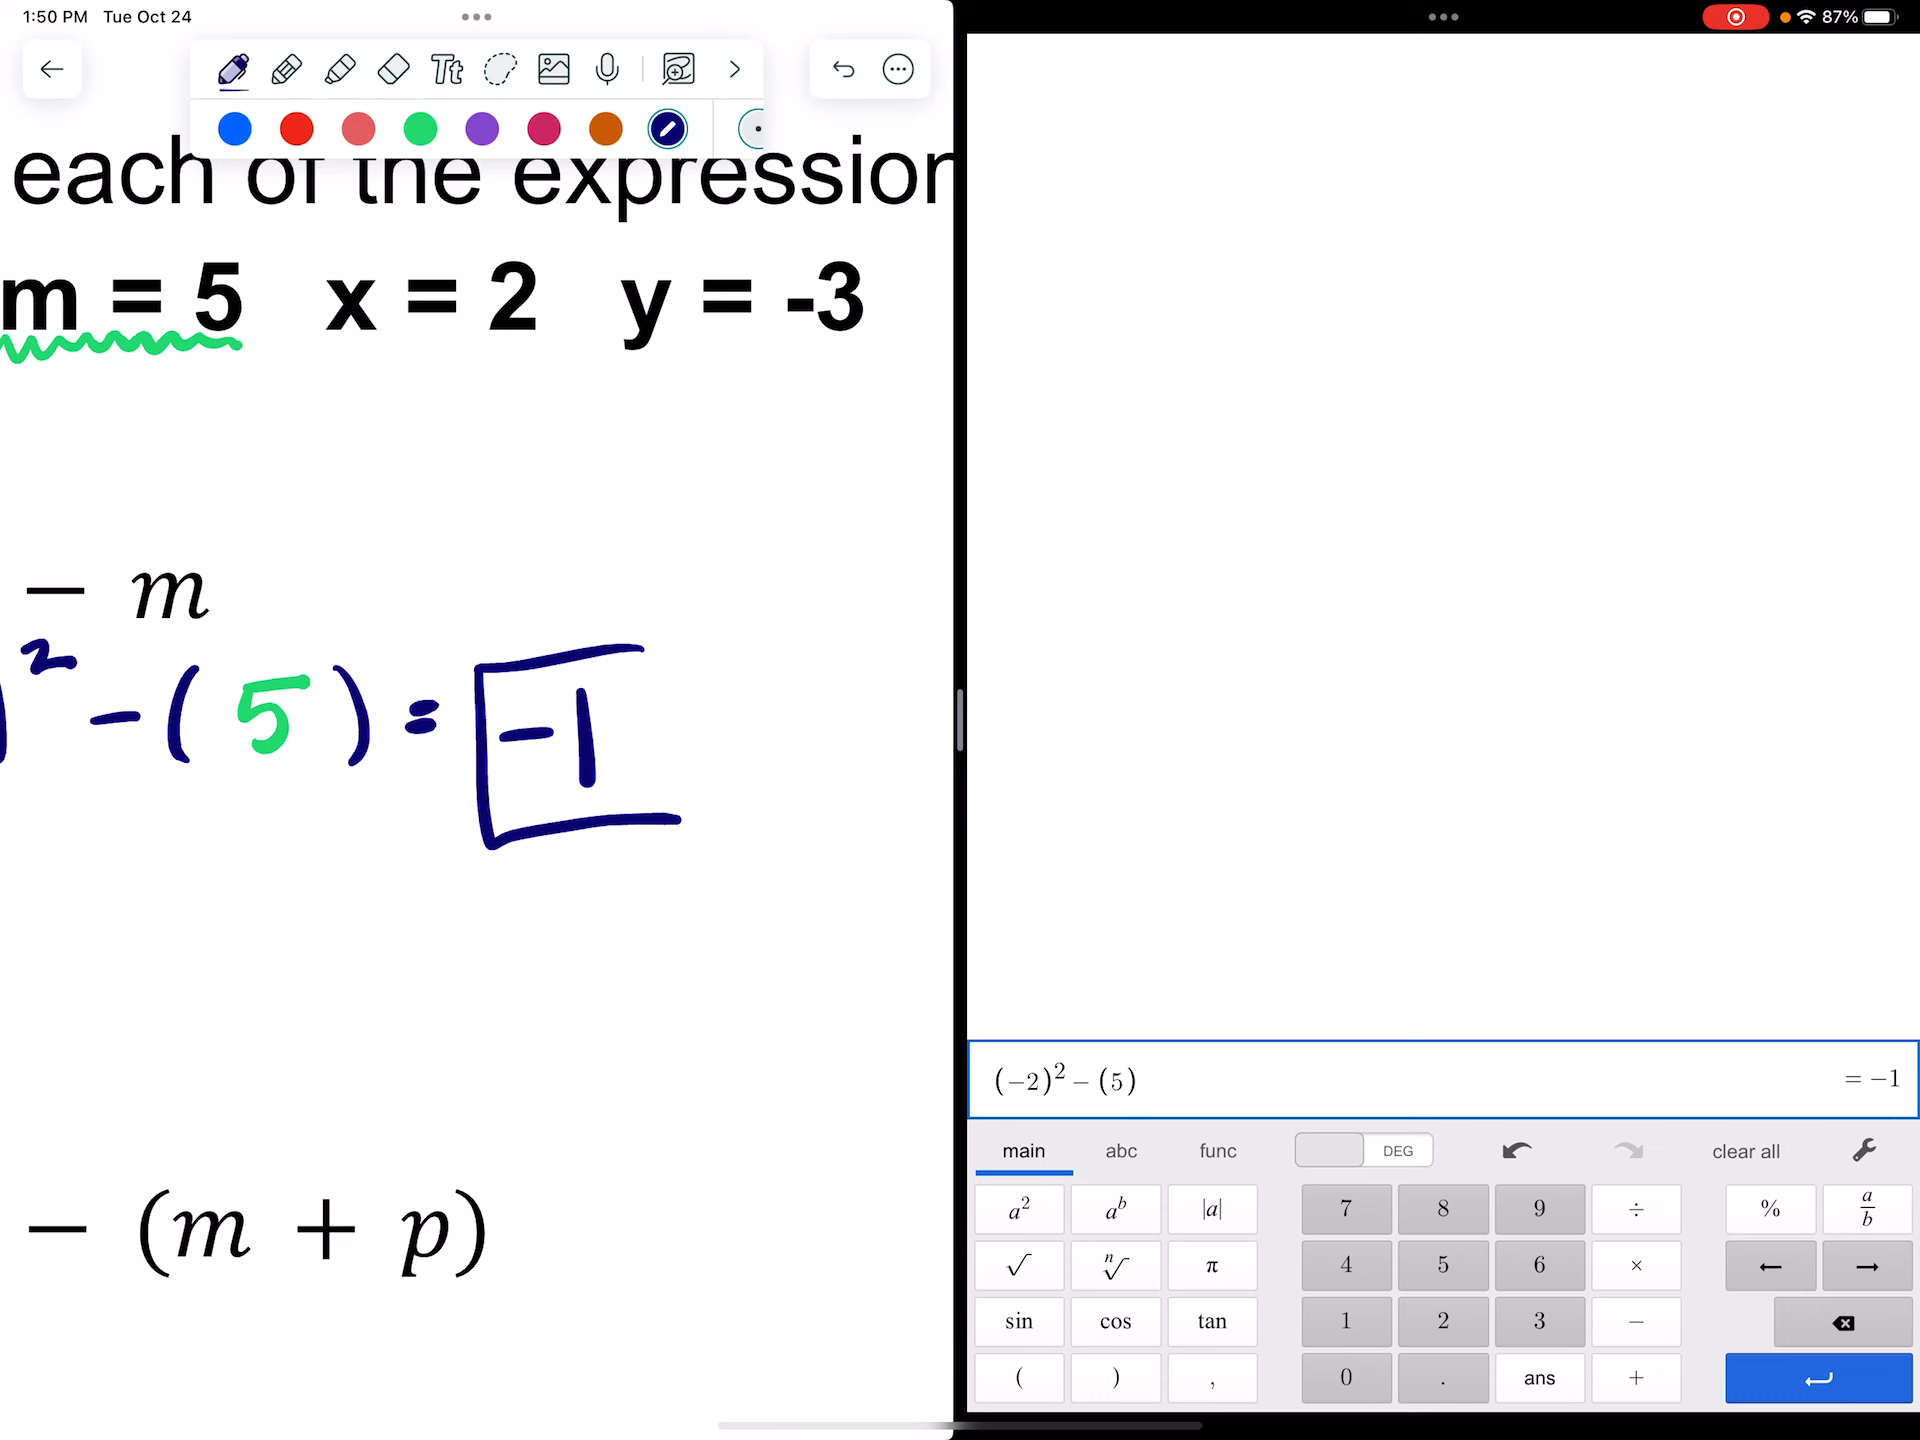 1:50 PM Tue Oct 24
87%
Tt
each of the expression
m = 5 x = 2 y = -3
− m
)² − ( 5 ) = −1
− (m + p)
(−2)² − (5) = −1
main abc func DEG clear all
a² aᵇ |a| 7 8 9 ÷ % a/b
√ ⁿ√ π 4 5 6 × ← →
sin cos tan 1 2 3 −
( ) , 0 . ans +